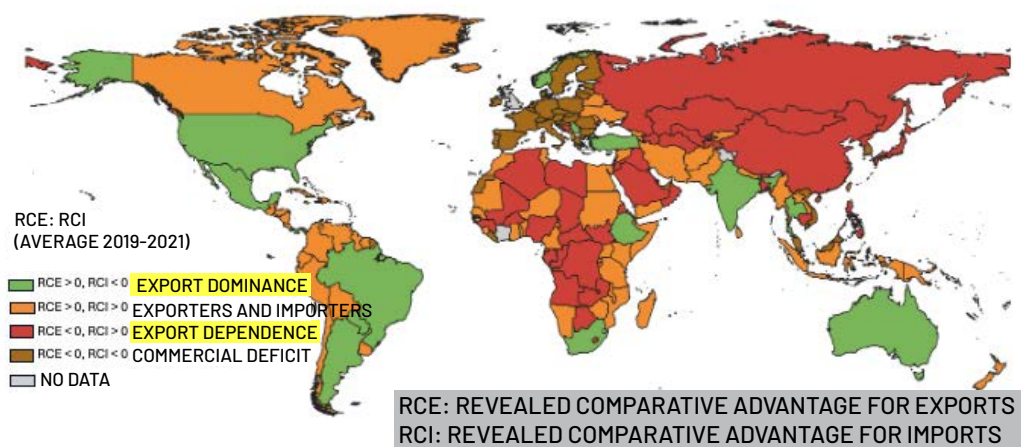 RCE: RCI
(AVERAGE 2019-2021)
RCE > 0, RCI < 0 EXPORT DOMINANCE
RCE > 0, RCI > 0 EXPORTERS AND IMPORTERS
RCE < 0, RCI > 0 EXPORT DEPENDENCE
RCE < 0, RCI < 0 COMMERCIAL DEFICIT
NO DATA
RCE: REVEALED COMPARATIVE ADVANTAGE FOR EXPORTS
RCI: REVEALED COMPARATIVE ADVANTAGE FOR IMPORTS